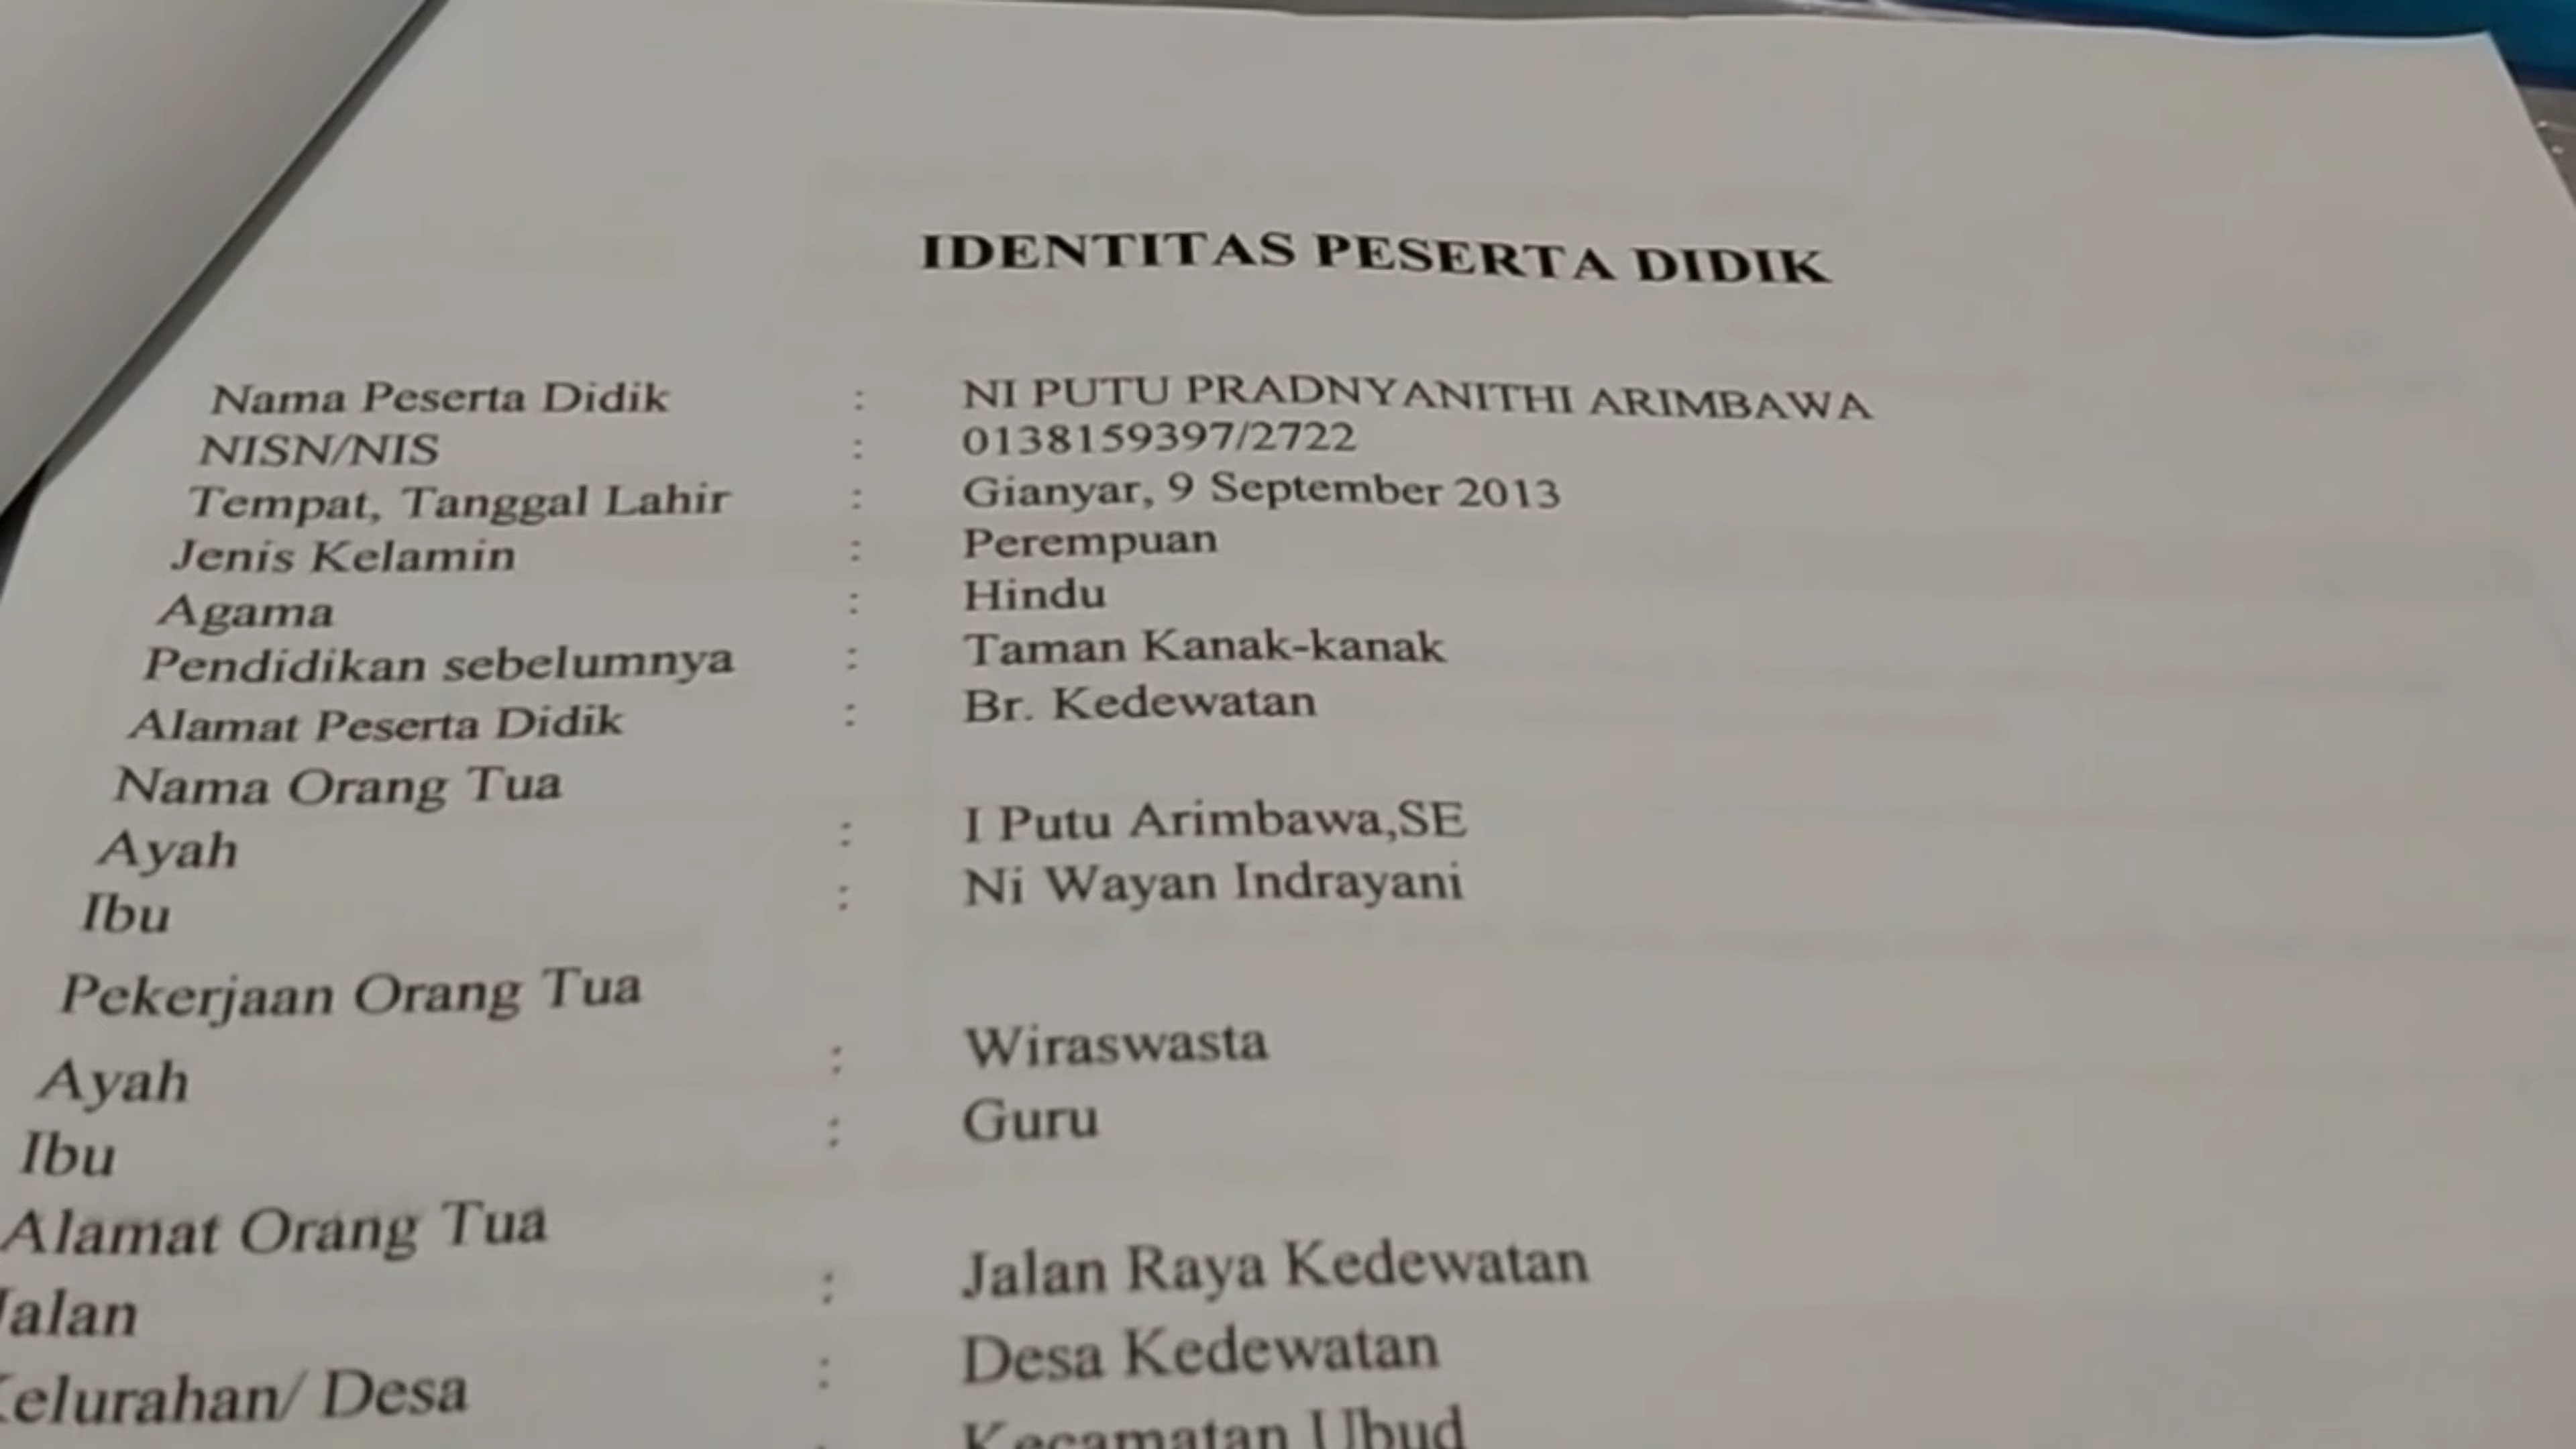 IDENTITAS PESERTA DIDIK
Nama Peserta Didik : NI PUTU PRADNYANITHI ARIMBAWA
NISN/NIS : 0138159397/2722
Tempat, Tanggal Lahir : Gianyar, 9 September 2013
Jenis Kelamin : Perempuan
Agama : Hindu
Pendidikan sebelumnya : Taman Kanak-kanak
Alamat Peserta Didik : Br. Kedewatan
Nama Orang Tua
Ayah : I Putu Arimbawa,SE
Ibu : Ni Wayan Indrayani
Pekerjaan Orang Tua
Ayah : Wiraswasta
Ibu : Guru
Alamat Orang Tua
Jalan : Jalan Raya Kedewatan
Kelurahan/ Desa : Desa Kedewatan
Kecamatan Ubud